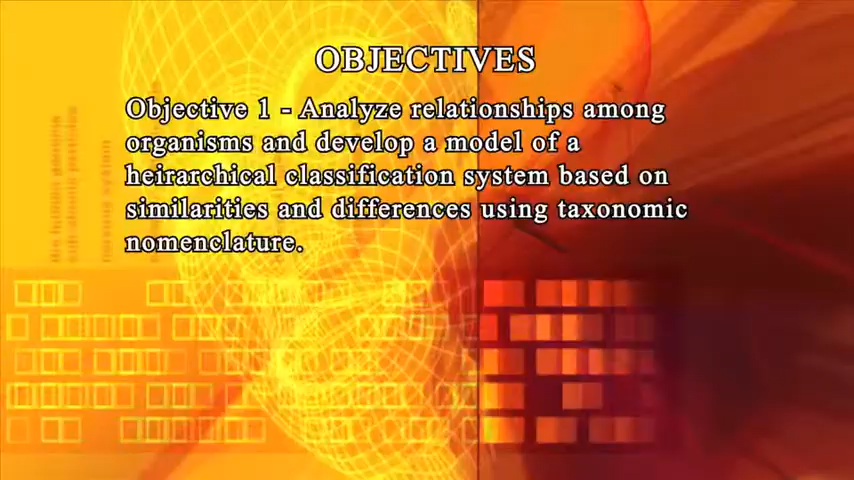 OBJECTIVES
Objective 1 - Analyze relationships among
organisms and develop a model of a
heirarchical classification system based on
similarities and differences using taxonomic
nomenclature.